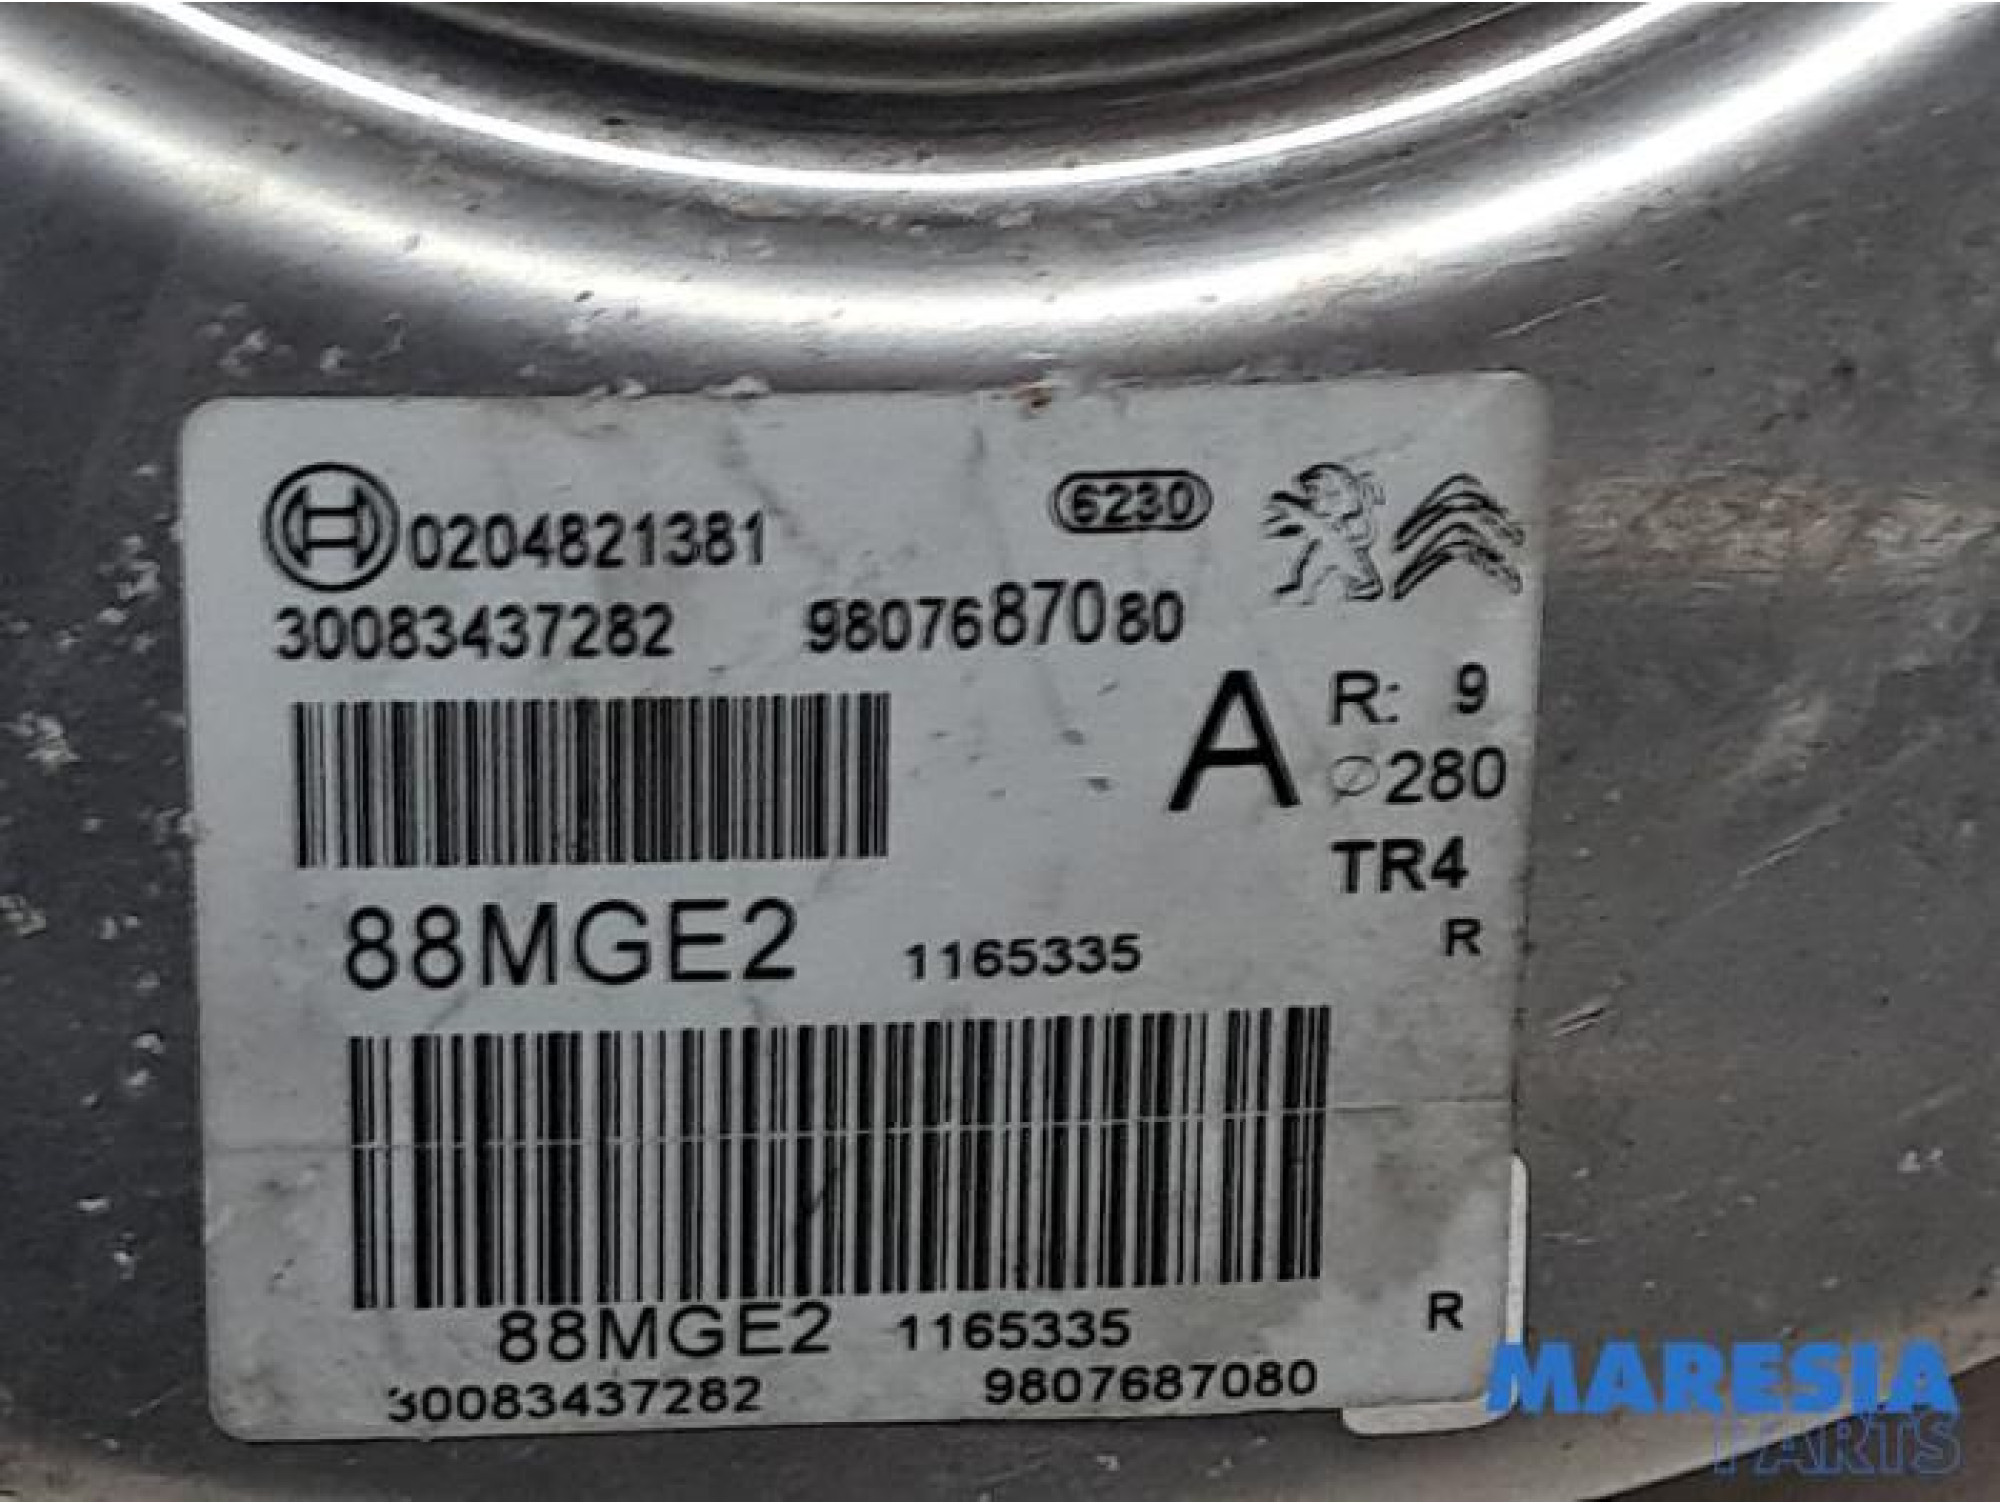 0204821381 6230
30083437282 9807687080
A R: 9
⌀280
TR4
88MGE2 1165335 R
88MGE2 1165335 R
30083437282 9807687080
MARESIA
PARTS